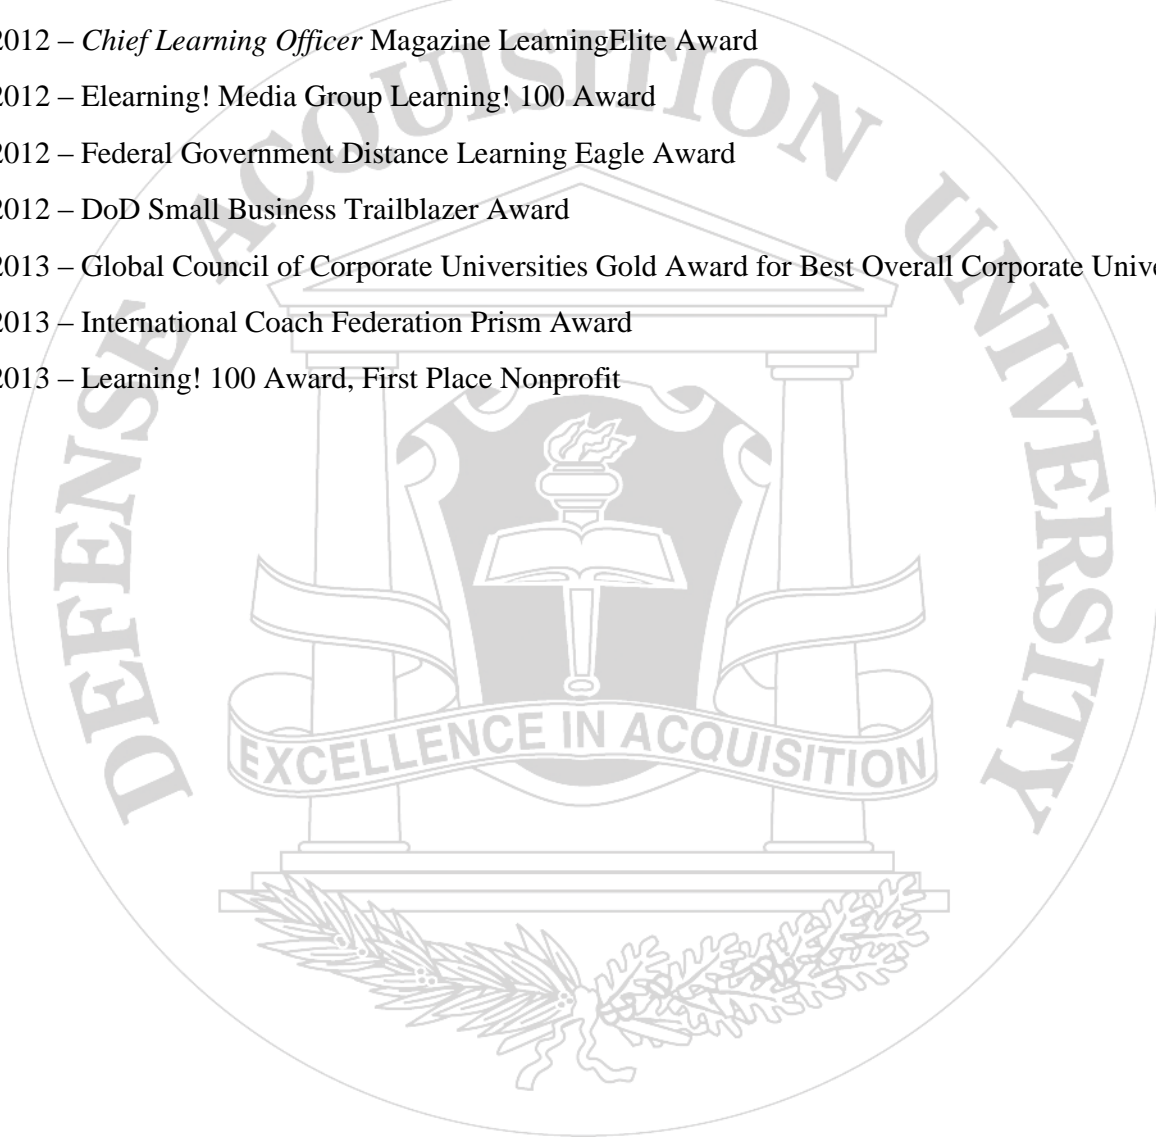 2012 – Chief Learning Officer Magazine LearningElite Award
2012 – Elearning! Media Group Learning! 100 Award
2012 – Federal Government Distance Learning Eagle Award
2012 – DoD Small Business Trailblazer Award
2013 – Global Council of Corporate Universities Gold Award for Best Overall Corporate Unive
2013 – International Coach Federation Prism Award
2013 – Learning! 100 Award, First Place Nonprofit
DEFENSE ACQUISITION UNIVERSITY
EXCELLENCE IN ACQUISITION